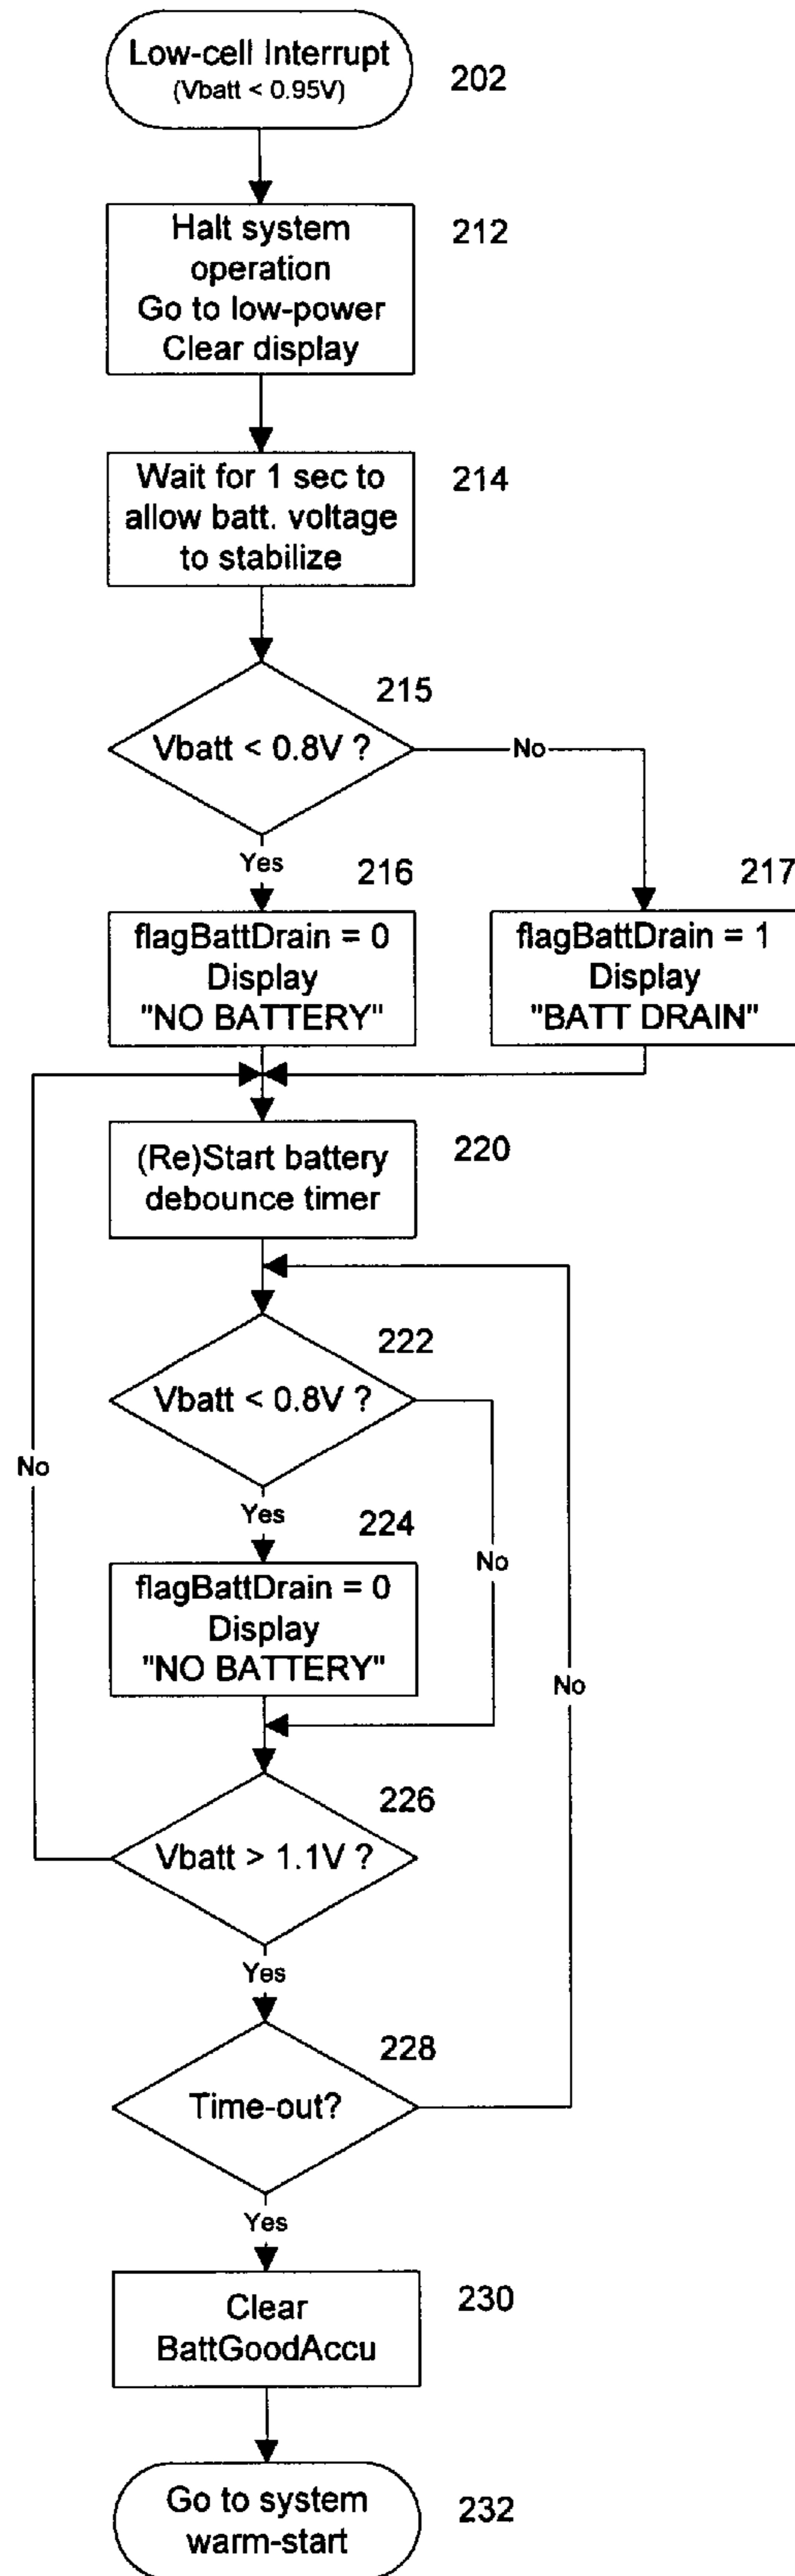 Low-cell Interrupt
(Vbatt < 0.95V)
202
Halt system
operation
Go to low-power
Clear display
212
Wait for 1 sec to
allow batt. voltage
to stabilize
214
215
Vbatt < 0.8V ?
No
Yes
216
217
flagBattDrain = 0
Display
"NO BATTERY"
flagBattDrain = 1
Display
"BATT DRAIN"
(Re)Start battery
debounce timer
220
222
Vbatt < 0.8V ?
No
Yes
224
No
flagBattDrain = 0
Display
"NO BATTERY"
No
226
Vbatt > 1.1V ?
Yes
228
Time-out?
Yes
Clear
BattGoodAccu
230
Go to system
warm-start
232